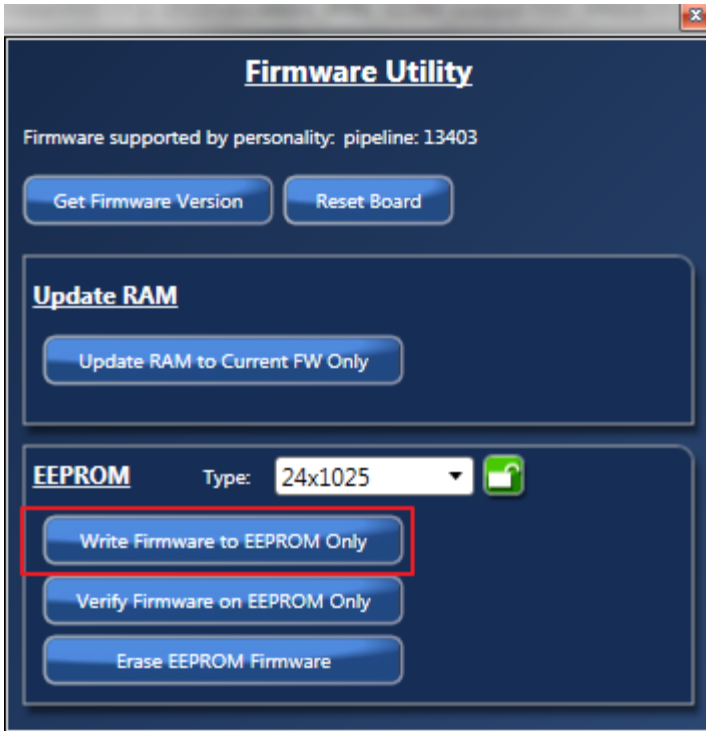 Firmware Utility
Firmware supported by personality: pipeline: 13403
Get Firmware Version Reset Board
Update RAM
Update RAM to Current FW Only
EEPROM Type: 24x1025
Write Firmware to EEPROM Only
Verify Firmware on EEPROM Only
Erase EEPROM Firmware